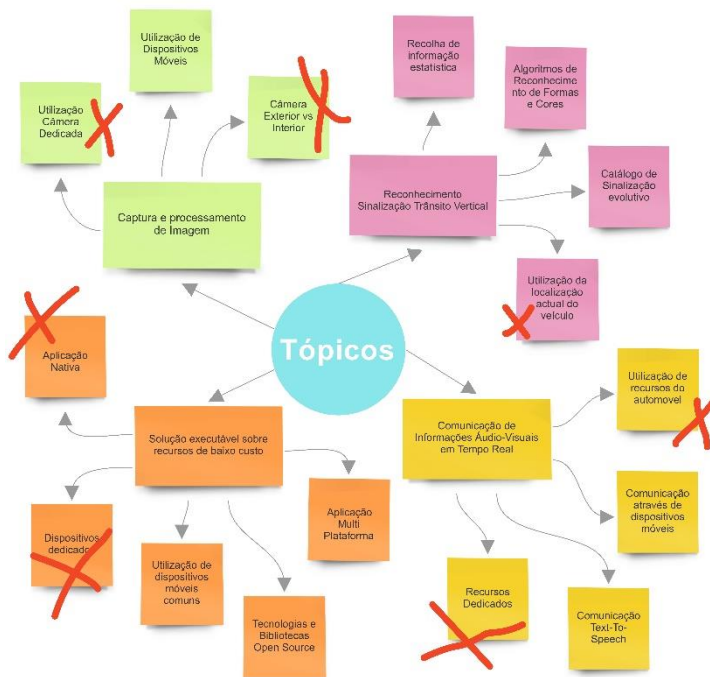 Utilização de
Dispositivos
Móveis
Utilização
Câmera
Dedicada
Câmera
Exterior vs
Interior
Captura e processamento
de Imagem
Recolha de
informação
estatística
Algoritmos de
Reconhecime
nto de Formas
e Cores
Reconhecimento
Sinalização Trânsito Vertical
Catálogo de
Sinalização
evolutivo
Utilização da
localização
actual do
veículo
Tópicos
Aplicação
Nativa
Solução executável sobre
recursos de baixo custo
Dispositivos
dedicado
Utilização de
dispositivos
móveis
comuns
Tecnologias e
Bibliotecas
Open Source
Aplicação
Multi
Plataforma
Comunicação de
Informações Áudio-Visuais
em Tempo Real
Utilização de
recursos do
automovel
Comunicação
através de
dispositivos
móveis
Recursos
Dedicados
Comunicação
Text-To-
Speech